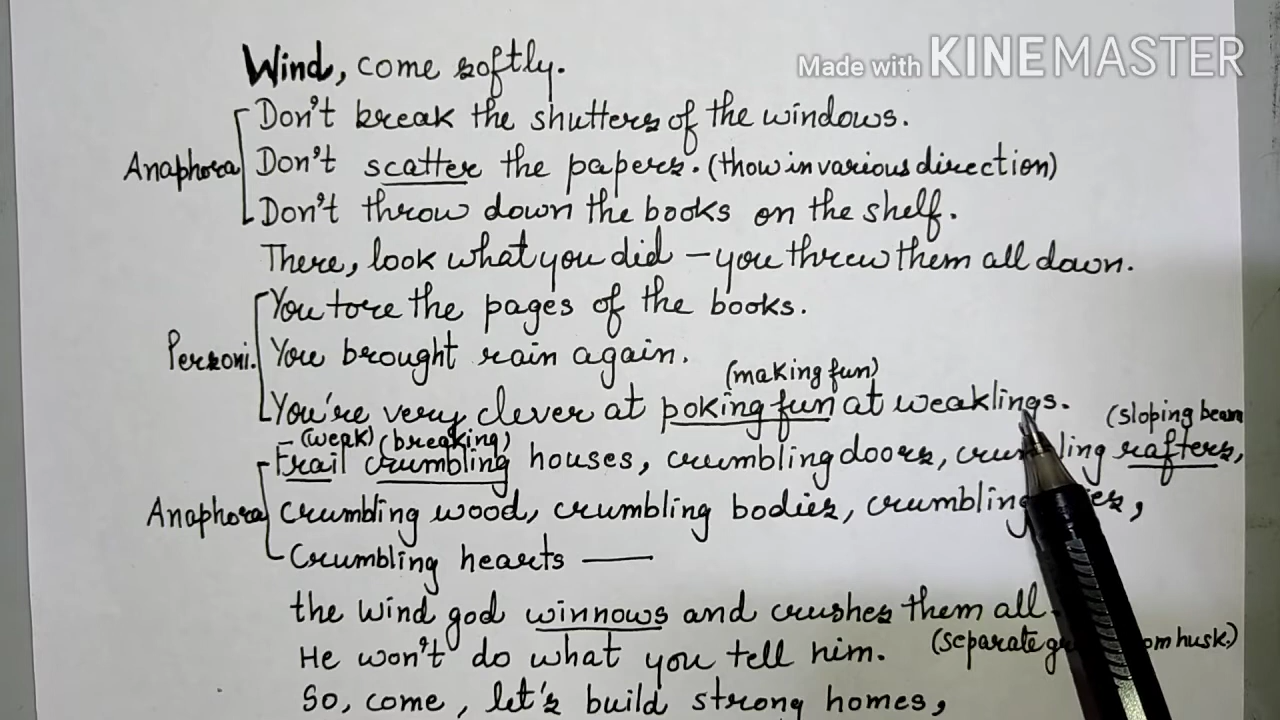 Wind, come softly.
Made with KINEMASTER
Don't break the shutters of the windows.
Anaphora Don't scatter the papers. (thow in various direction)
Don't throw down the books on the shelf.
There, look what you did – you threw them all down.
You tore the pages of the books.
Personi. You brought rain again.
(making fun)
You're very clever at poking fun at weaklings.
(weak) (breaking) (sloping beam
Frail crumbling houses, crumbling doors, rafters,
Anaphora crumbling wood, crumbling bodies, crumbling
Crumbling hearts —
the wind god winnows and crushes them all.
He won't do what you tell him. (separate husk.)
So, come, let's build strong homes,